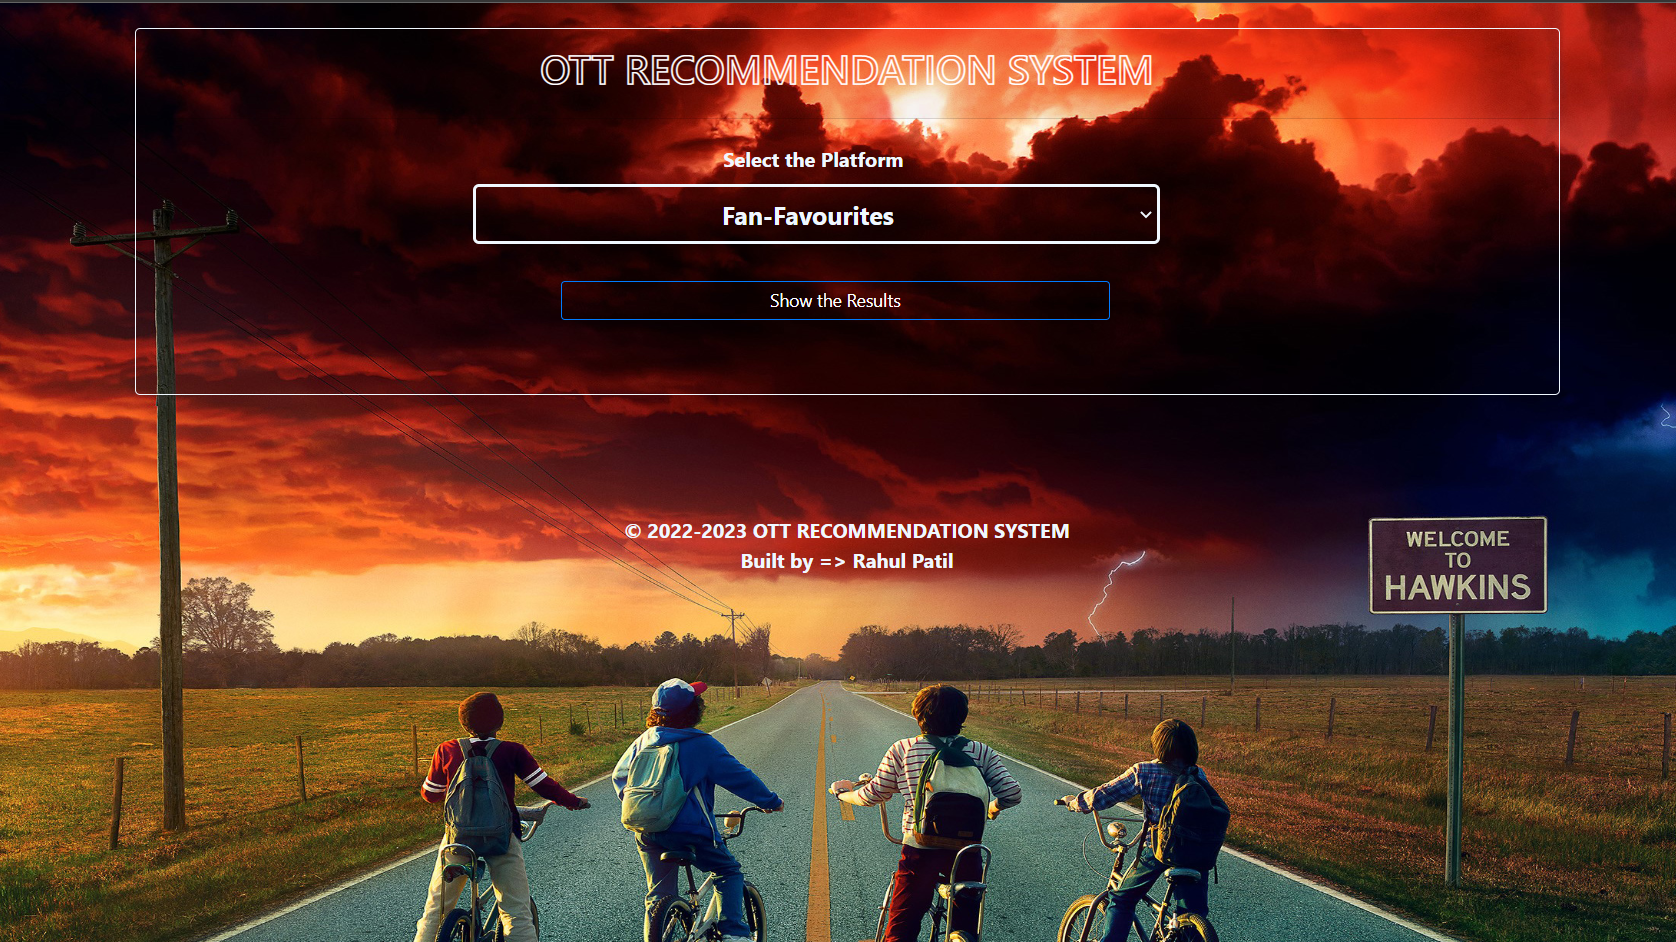 OTT RECOMMENDATION SYSTEM
Select the Platform
Fan-Favourites
Show the Results
© 2022-2023 OTT RECOMMENDATION SYSTEM
Built by => Rahul Patil
WELCOME
TO
HAWKINS